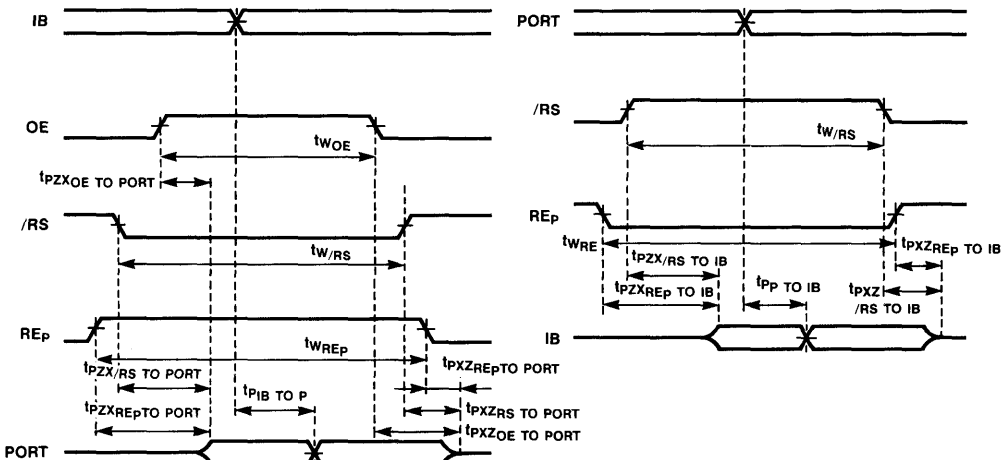 IB
OE
tWOE
tPZXOE TO PORT
/RS
tW/RS
REP
tWREP
tPZX/RS TO PORT
tPXZREPTO PORT
tPZXREPTO PORT
tPIB TO P
tPXZRS TO PORT
tPXZOE TO PORT
PORT
PORT
/RS
tW/RS
REP
tWRE
tPXZREP TO IB
tPZX/RS TO IB
tPZXREP TO IB
tPP TO IB
tPXZ
/RS TO IB
IB